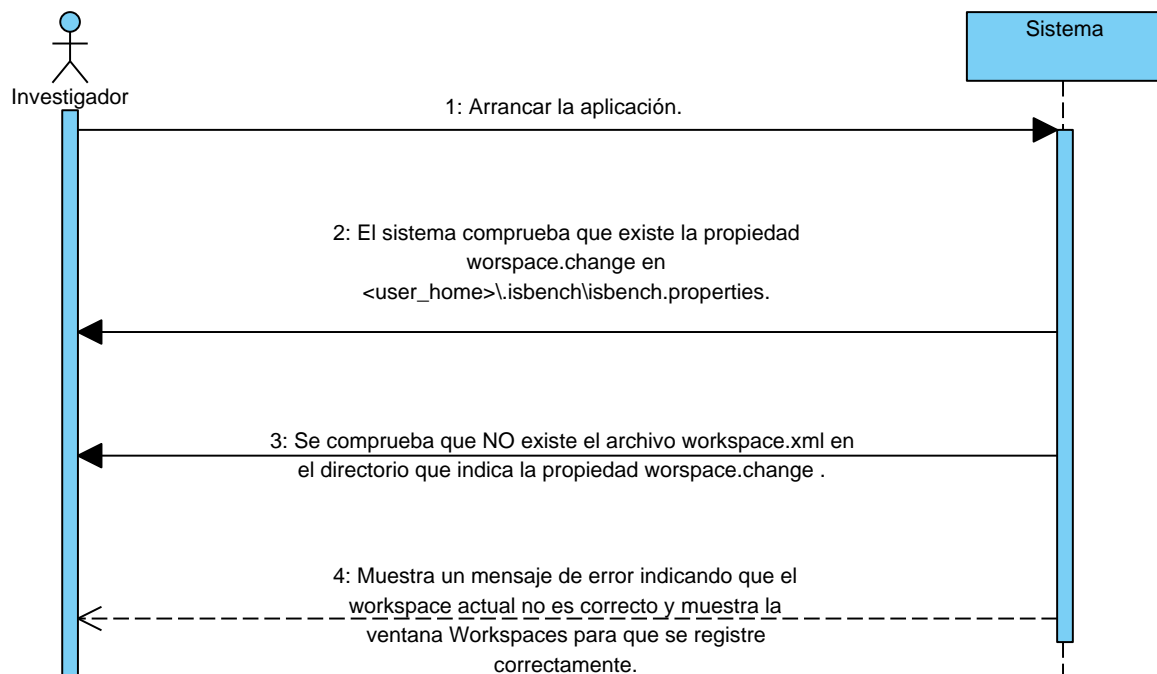 Sistema
Investigador
1: Arrancar la aplicación.
2: El sistema comprueba que existe la propiedad
worspace.change en
<user_home>\.isbench\isbench.properties.
3: Se comprueba que NO existe el archivo workspace.xml en
el directorio que indica la propiedad worspace.change .
4: Muestra un mensaje de error indicando que el
workspace actual no es correcto y muestra la
ventana Workspaces para que se registre
correctamente.